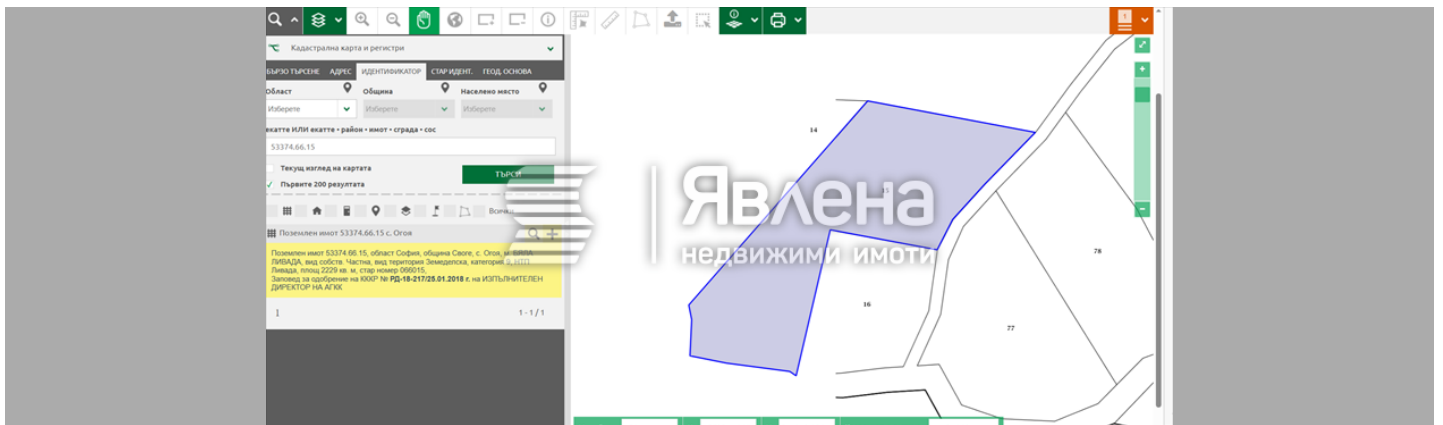 1
Кадастрална карта и регистри
БЪРЗО ТЪРСЕНЕ АДРЕС ИДЕНТИФИКАТОР СТАР ИДЕНТ. ГЕОД. ОСНОВА
Област Община Населено място
Изберете Изберете Изберете
екатте ИЛИ екатте • район • имот • сграда • сос
53374.66.15
Текущ изглед на картата
ТЪРСИ
Първите 200 резултата
Всички
Поземлен имот 53374.66.15 с. Огоя
Поземлен имот 53374.66.15, област София, община Своге, с. Огоя, м. БЯЛА
ЛИВАДА, вид собств. Частна, вид територия Земеделска, категория 9, НТП
Ливада, площ 2229 кв. м, стар номер 066015,
Заповед за одобрение на КККР № РД-18-217/25.01.2018 г. на ИЗПЪЛНИТЕЛЕН
ДИРЕКТОР НА АГКК
1 1 - 1 / 1
14
15
16
77
78
Явлена
недвижими имоти